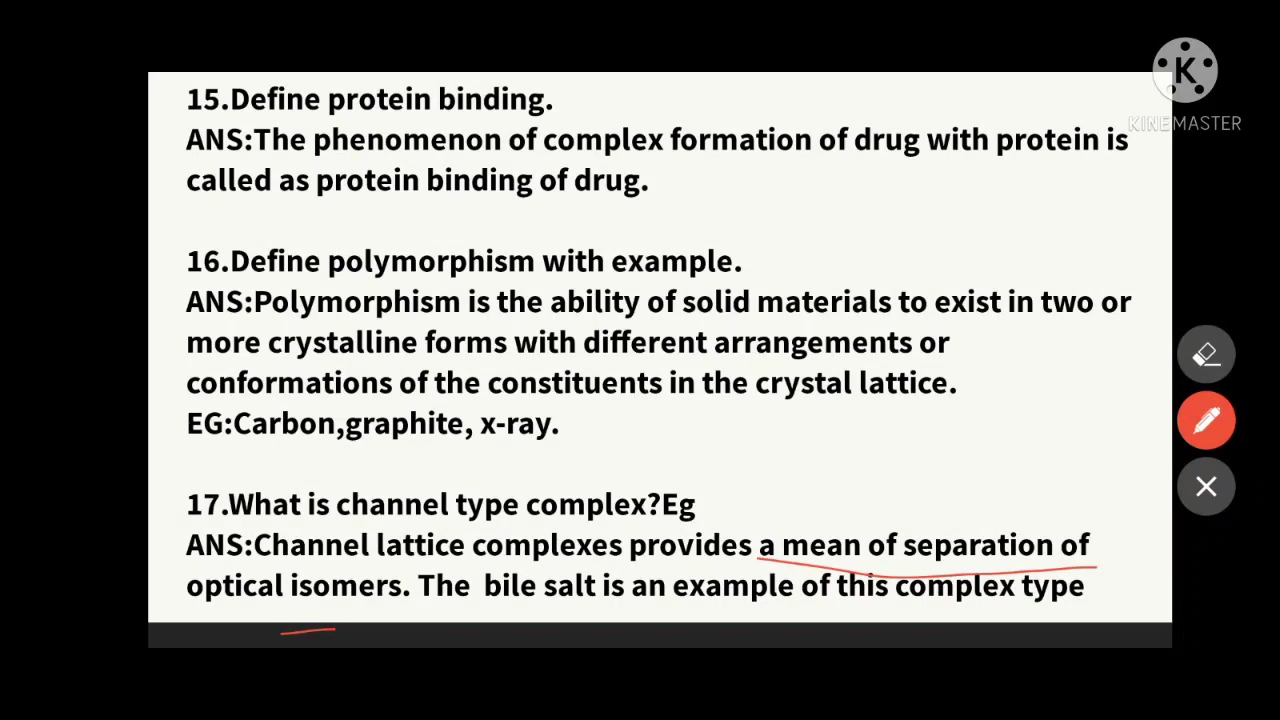 15.Define protein binding.
ANS:The phenomenon of complex formation of drug with protein is
called as protein binding of drug.
16.Define polymorphism with example.
ANS:Polymorphism is the ability of solid materials to exist in two or
more crystalline forms with different arrangements or
conformations of the constituents in the crystal lattice.
EG:Carbon,graphite, x-ray.
17.What is channel type complex?Eg
ANS:Channel lattice complexes provides a mean of separation of
optical isomers. The  bile salt is an example of this complex type
K
KINEMASTER